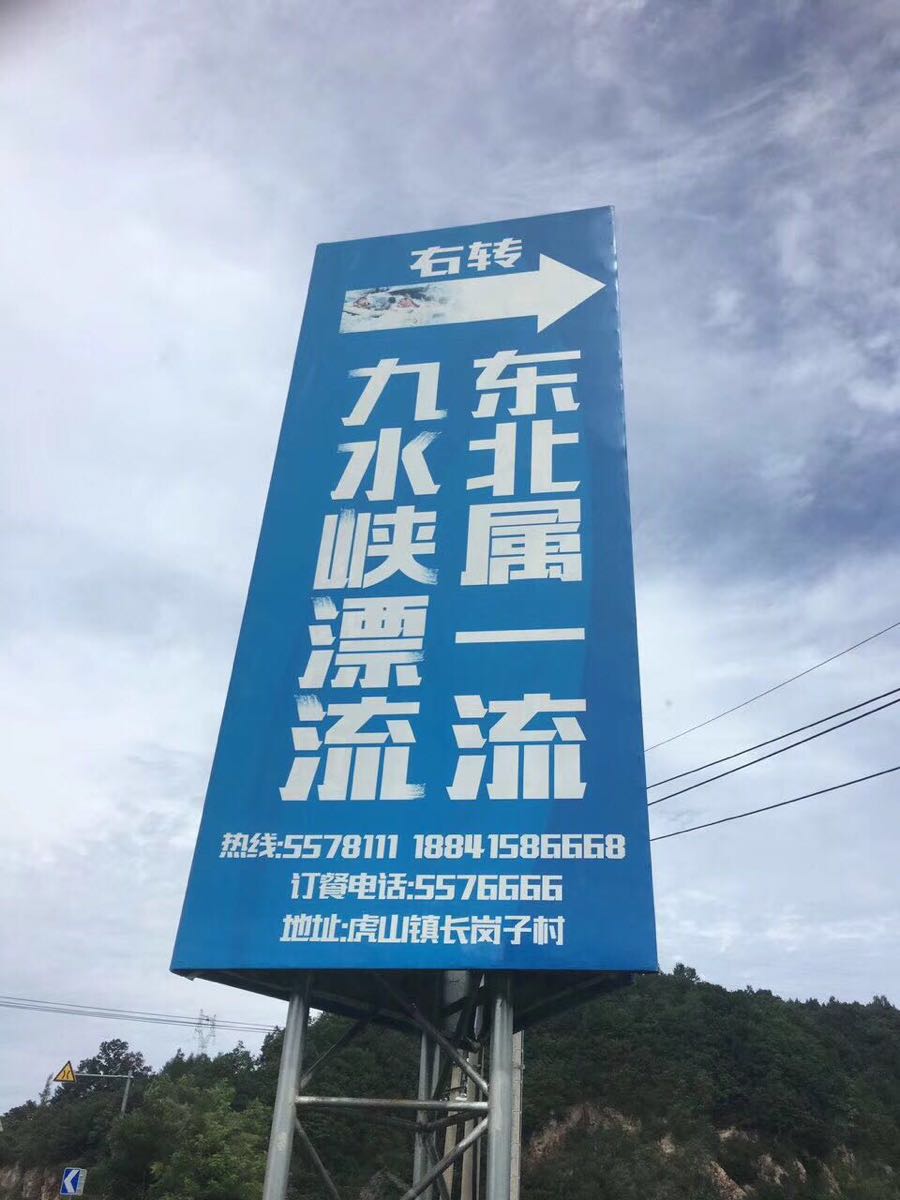 右转
东北属一流
九水峡漂流
热线:5578111 18841586668
订餐电话:5576666
地址:虎山镇长岗子村